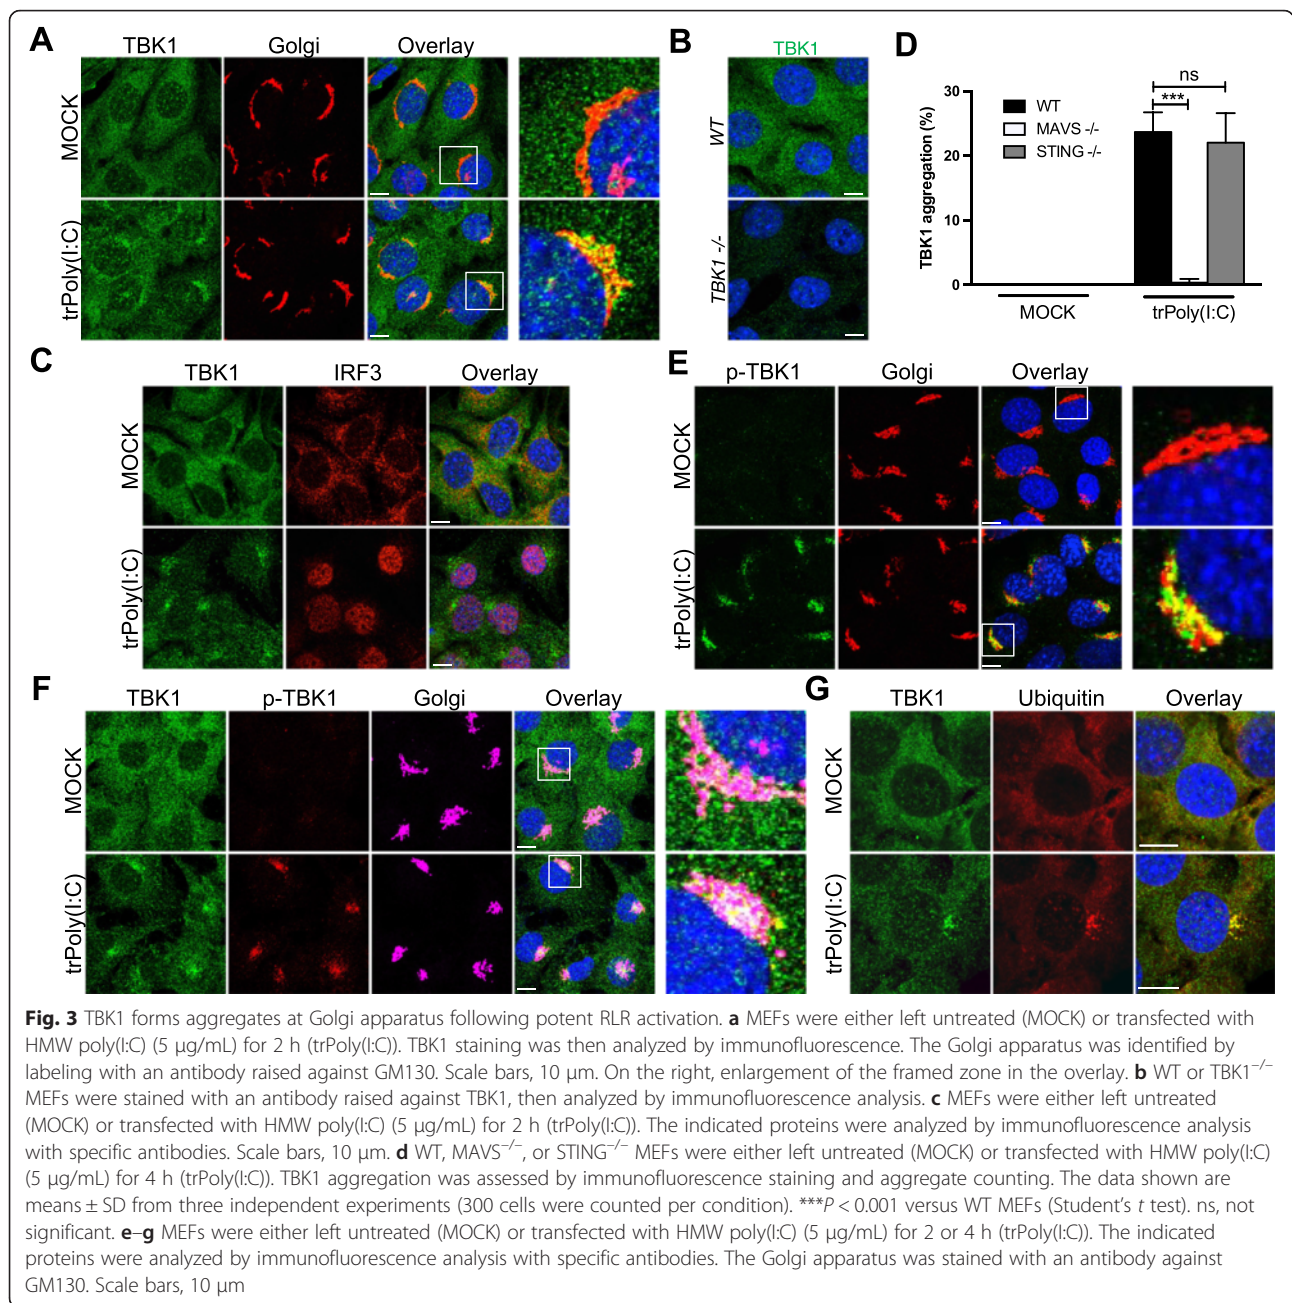 A
TBK1 Golgi Overlay
MOCK
trPoly(I:C)
B
TBK1
WT
TBK1 -/-
D
TBK1 aggregation (%)
30
20
10
0
WT
MAVS -/-
STING -/-
ns
***
MOCK trPoly(I:C)
C
TBK1 IRF3 Overlay
MOCK
trPoly(I:C)
E
p-TBK1 Golgi Overlay
MOCK
trPoly(I:C)
F
TBK1 p-TBK1 Golgi Overlay
MOCK
trPoly(I:C)
G
TBK1 Ubiquitin Overlay
MOCK
trPoly(I:C)
Fig. 3 TBK1 forms aggregates at Golgi apparatus following potent RLR activation. a MEFs were either left untreated (MOCK) or transfected with
HMW poly(I:C) (5 μg/mL) for 2 h (trPoly(I:C)). TBK1 staining was then analyzed by immunofluorescence. The Golgi apparatus was identified by
labeling with an antibody raised against GM130. Scale bars, 10 μm. On the right, enlargement of the framed zone in the overlay. b WT or TBK1−/−
MEFs were stained with an antibody raised against TBK1, then analyzed by immunofluorescence analysis. c MEFs were either left untreated
(MOCK) or transfected with HMW poly(I:C) (5 μg/mL) for 2 h (trPoly(I:C)). The indicated proteins were analyzed by immunofluorescence analysis
with specific antibodies. Scale bars, 10 μm. d WT, MAVS−/−, or STING−/− MEFs were either left untreated (MOCK) or transfected with HMW poly(I:C)
(5 μg/mL) for 4 h (trPoly(I:C)). TBK1 aggregation was assessed by immunofluorescence staining and aggregate counting. The data shown are
means ± SD from three independent experiments (300 cells were counted per condition). ***P < 0.001 versus WT MEFs (Student's t test). ns, not
significant. e–g MEFs were either left untreated (MOCK) or transfected with HMW poly(I:C) (5 μg/mL) for 2 or 4 h (trPoly(I:C)). The indicated
proteins were analyzed by immunofluorescence analysis with specific antibodies. The Golgi apparatus was stained with an antibody against
GM130. Scale bars, 10 μm